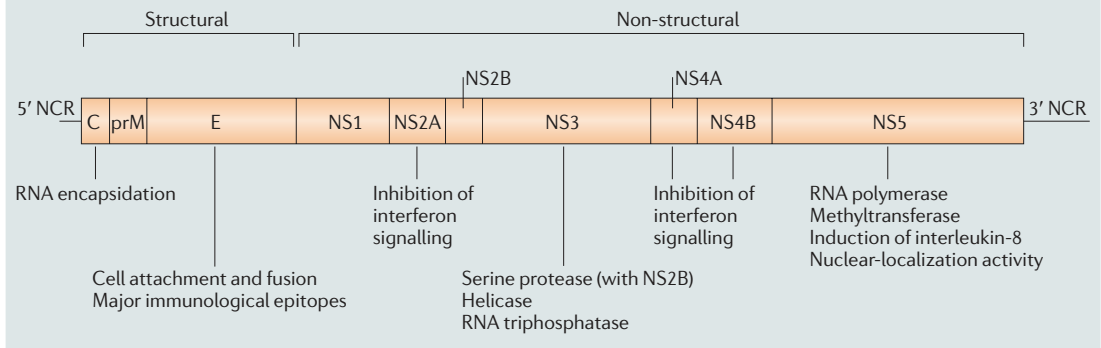 Structural
Non-structural
NS2B
NS4A
5′ NCR
C
prM
E
NS1
NS2A
NS3
NS4B
NS5
3′ NCR
RNA encapsidation
Inhibition of
interferon
signalling
Inhibition of
interferon
signalling
RNA polymerase
Methyltransferase
Induction of interleukin-8
Nuclear-localization activity
Cell attachment and fusion
Major immunological epitopes
Serine protease (with NS2B)
Helicase
RNA triphosphatase